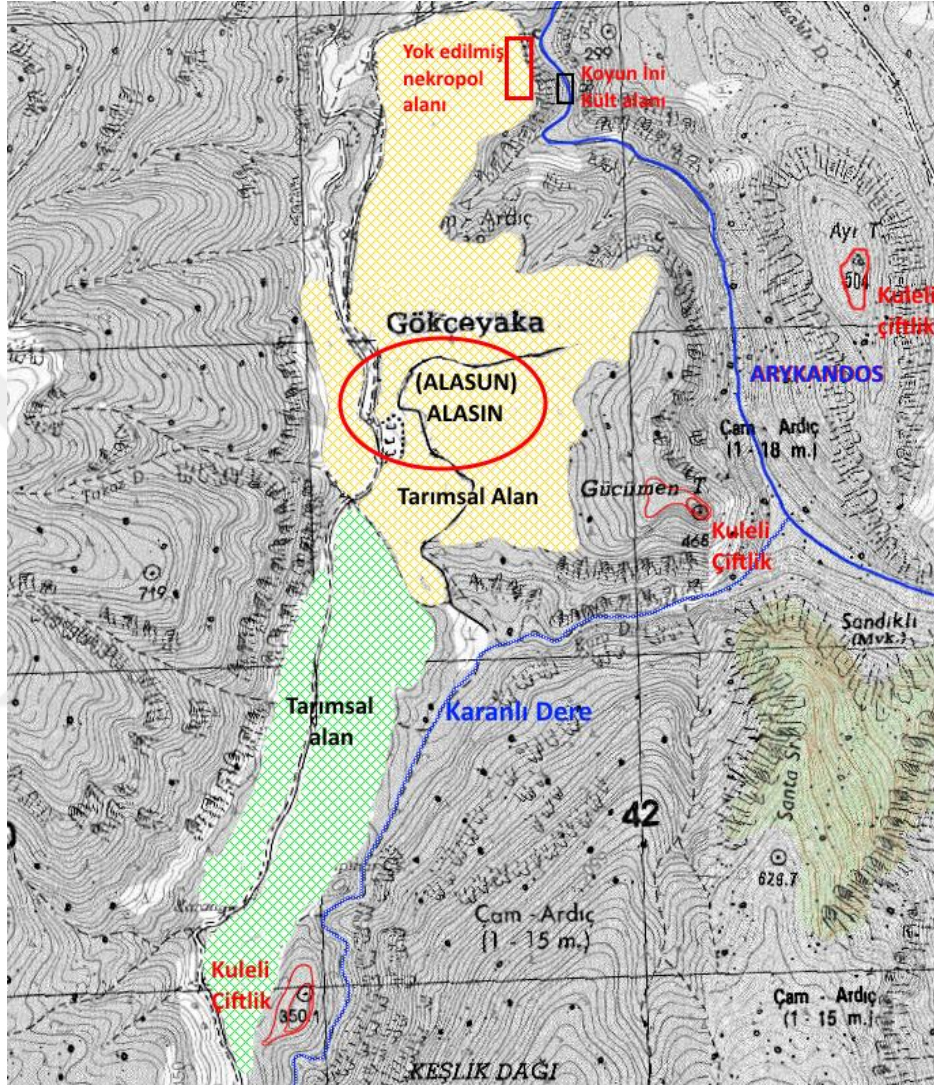 Yok edilmiş
nekropol
alanı
299
Koyun İni
Kült alanı
Ardıç
Ayı T.
504
Kuleli
çiftlik
Gökçeyaka
(ALASUN)
ALASIN
ARYKANDOS
Çam - Ardıç
(1 - 18 m.)
Tarımsal Alan
Gücümen T
468
Kuleli
Çiftlik
719
Sandıklı
(Mvk.)
Tarımsal
alan
Karanlı Dere
Santa Sr
42
626.7
Çam - Ardıç
(1 - 15 m.)
Kuleli
Çiftlik
350.1
Çam - Ardıç
(1 - 15 m.)
KEŞLİK DAĞI